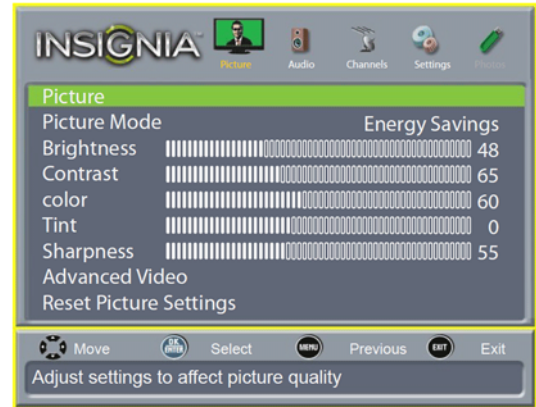 INSIGNIA
Picture Audio Channels Settings Photos
Picture
Picture Mode Energy Savings
Brightness 48
Contrast 65
color 60
Tint 0
Sharpness 55
Advanced Video
Reset Picture Settings
Move OK ENTER Select MENU Previous EXIT Exit
Adjust settings to affect picture quality